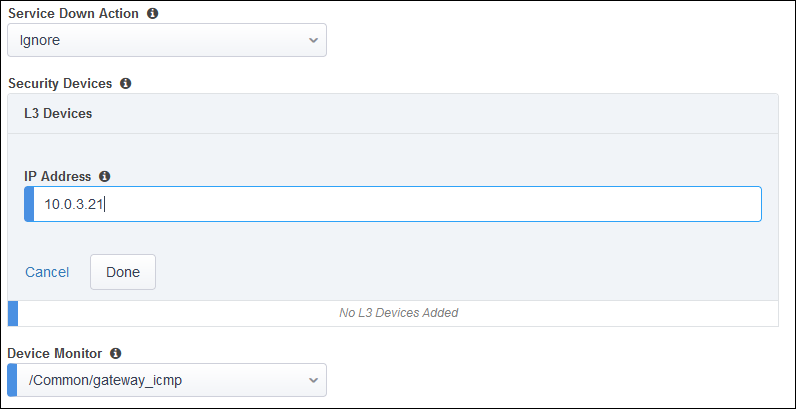 Service Down Action
Ignore
Security Devices
L3 Devices
IP Address
10.0.3.21
Cancel Done
No L3 Devices Added
Device Monitor
/Common/gateway_icmp